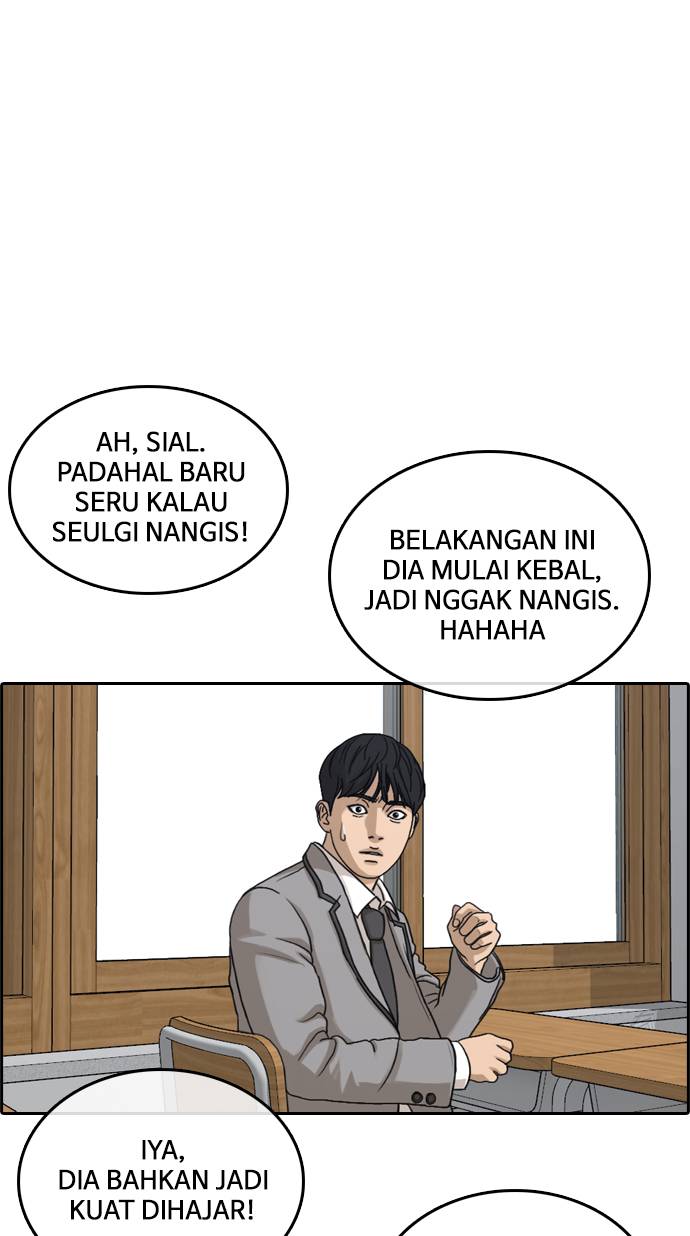 AH, SIAL.
PADAHAL BARU
SERU KALAU
SEULGI NANGIS!
BELAKANGAN INI
DIA MULAI KEBAL,
JADI NGGAK NANGIS.
HAHAHA
IYA,
DIA BAHKAN JADI
KUAT DIHAJAR!